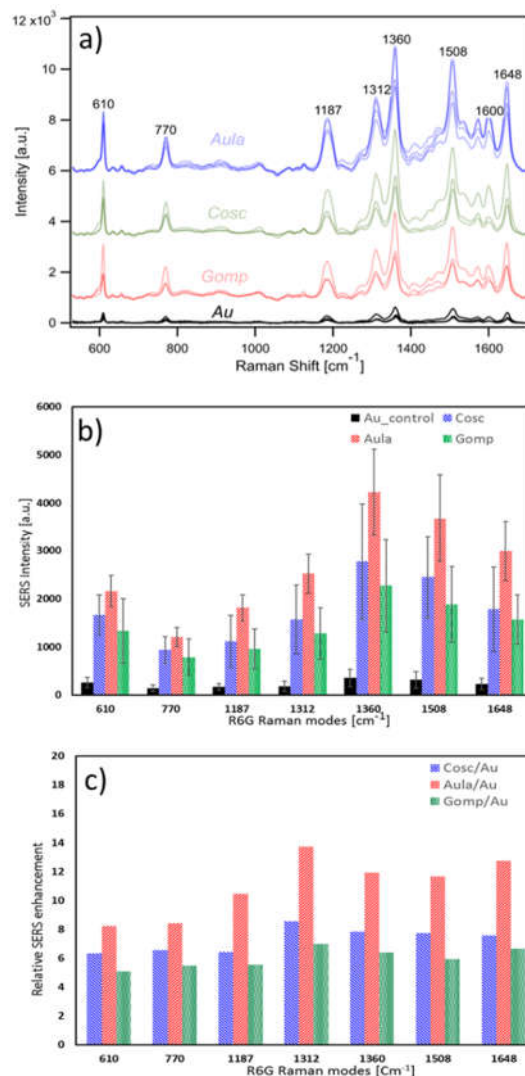 12 x10³
a)
1360
1508
10
1648
1312
610
1187
1600
8
770
Aula
6
Intensity [a.u.]
Cosc
4
2
Gomp
Au
0
600 800 1000 1200 1400 1600
Raman Shift [cm⁻¹]
6000
b)
Au_control Cosc
Aula Gomp
5000
4000
SERS Intensity [a.u.]
3000
2000
1000
0
610 770 1187 1312 1360 1508 1648
R6G Raman modes [cm⁻¹]
20
c)
Cosc/Au
18
Aula/Au
16
Gomp/Au
14
12
Relative SERS enhancement
10
8
6
4
2
0
610 770 1187 1312 1360 1508 1648
R6G Raman modes [Cm⁻¹]